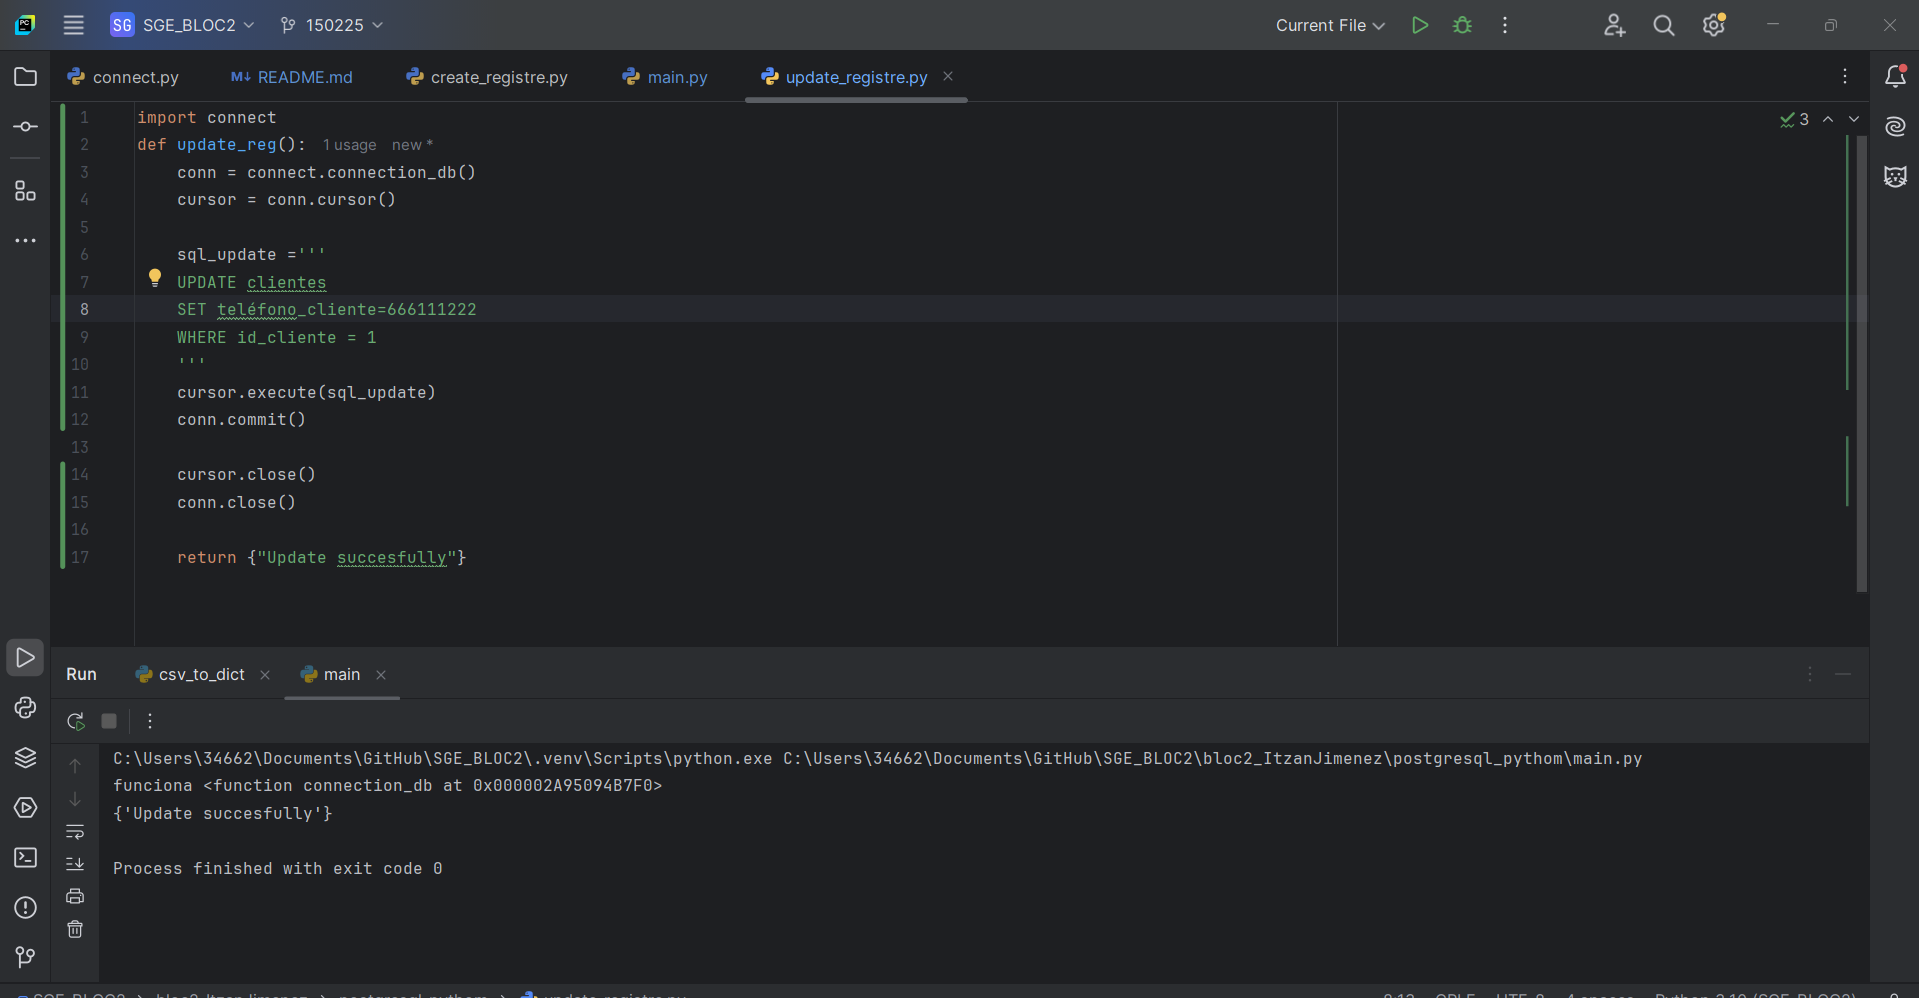 SG SGE_BLOC2 150225 Current File
connect.py README.md create_registre.py main.py update_registre.py
3
1 import connect
2 def update_reg(): 1 usage new *
3 conn = connect.connection_db()
4 cursor = conn.cursor()
5
6 sql_update ='''
7 UPDATE clientes
8 SET teléfono_cliente=666111222
9 WHERE id_cliente = 1
10 '''
11 cursor.execute(sql_update)
12 conn.commit()
13
14 cursor.close()
15 conn.close()
16
17 return {"Update succesfully"}
Run csv_to_dict main
C:\Users\34662\Documents\GitHub\SGE_BLOC2\.venv\Scripts\python.exe C:\Users\34662\Documents\GitHub\SGE_BLOC2\bloc2_ItzanJimenez\postgresql_pythom\main.py
funciona <function connection_db at 0x000002A95094B7F0>
{'Update succesfully'}
Process finished with exit code 0